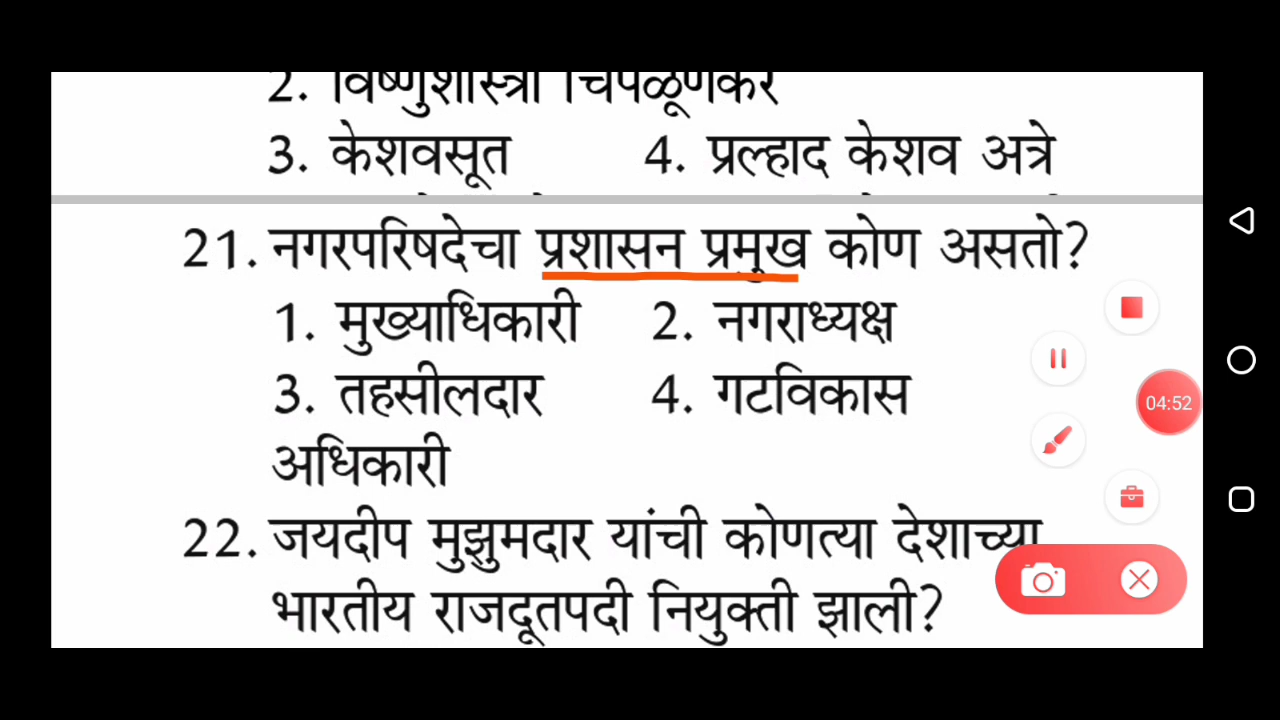 2. विष्णुशास्त्री चिपळूणकर
3. केशवसूत 4. प्रल्हाद केशव अत्रे
21. नगरपरिषदेचा प्रशासन प्रमुख कोण असतो?
1. मुख्याधिकारी 2. नगराध्यक्ष
3. तहसीलदार 4. गटविकास
अधिकारी
04:52
22. जयदीप मुझुमदार यांची कोणत्या देशाच्या
भारतीय राजदूतपदी नियुक्ती झाली?